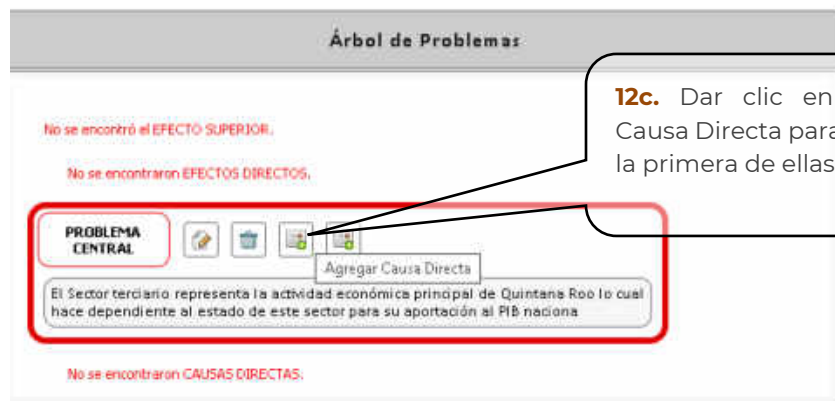 Árbol de Problemas
12c. Dar clic en
Causa Directa para
la primera de ellas
No se encontró el EFECTO SUPERIOR.
No se encontraron EFECTOS DIRECTOS.
PROBLEMA
CENTRAL
Agregar Causa Directa
El Sector terciario representa la actividad económica principal de Quintana Roo lo cual
hace dependiente al estado de este sector para su aportación al PIB naciona
No se encontraron CAUSAS DIRECTAS.